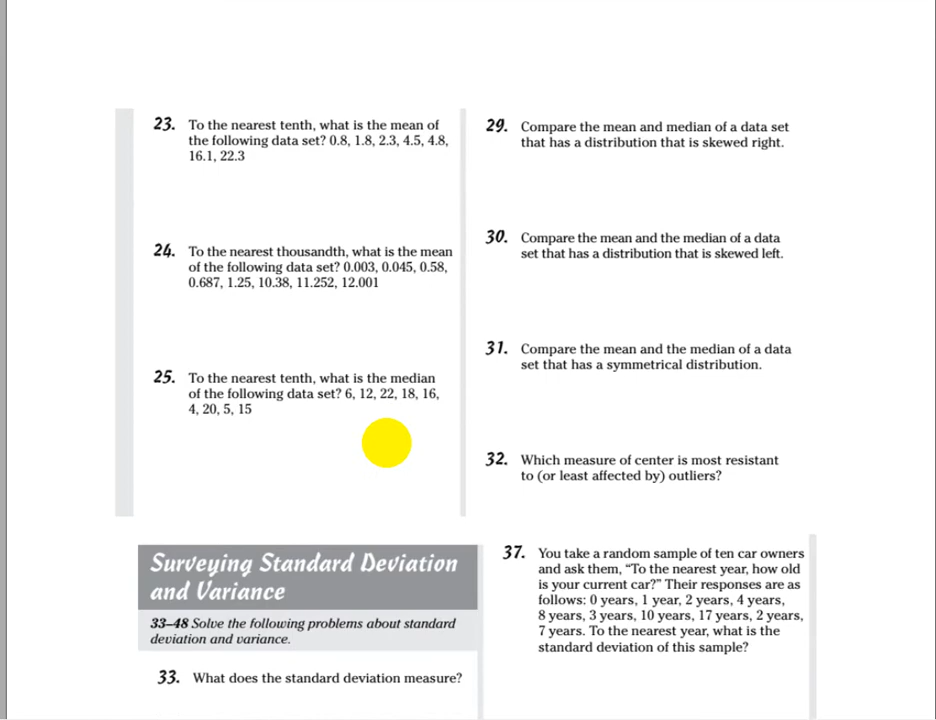 23. To the nearest tenth, what is the mean of
the following data set? 0.8, 1.8, 2.3, 4.5, 4.8,
16.1, 22.3
24. To the nearest thousandth, what is the mean
of the following data set? 0.003, 0.045, 0.58,
0.687, 1.25, 10.38, 11.252, 12.001
25. To the nearest tenth, what is the median
of the following data set? 6, 12, 22, 18, 16,
4, 20, 5, 15
29. Compare the mean and median of a data set
that has a distribution that is skewed right.
30. Compare the mean and the median of a data
set that has a distribution that is skewed left.
31. Compare the mean and the median of a data
set that has a symmetrical distribution.
32. Which measure of center is most resistant
to (or least affected by) outliers?
Surveying Standard Deviation
and Variance
33–48 Solve the following problems about standard
deviation and variance.
33. What does the standard deviation measure?
37. You take a random sample of ten car owners
and ask them, “To the nearest year, how old
is your current car?” Their responses are as
follows: 0 years, 1 year, 2 years, 4 years,
8 years, 3 years, 10 years, 17 years, 2 years,
7 years. To the nearest year, what is the
standard deviation of this sample?